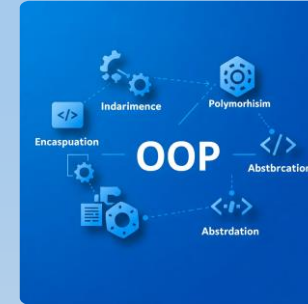 Indarimence
Polymorhisim
</>
Encaspuation
OOP
</>
Abstbrcation
Abstrdation